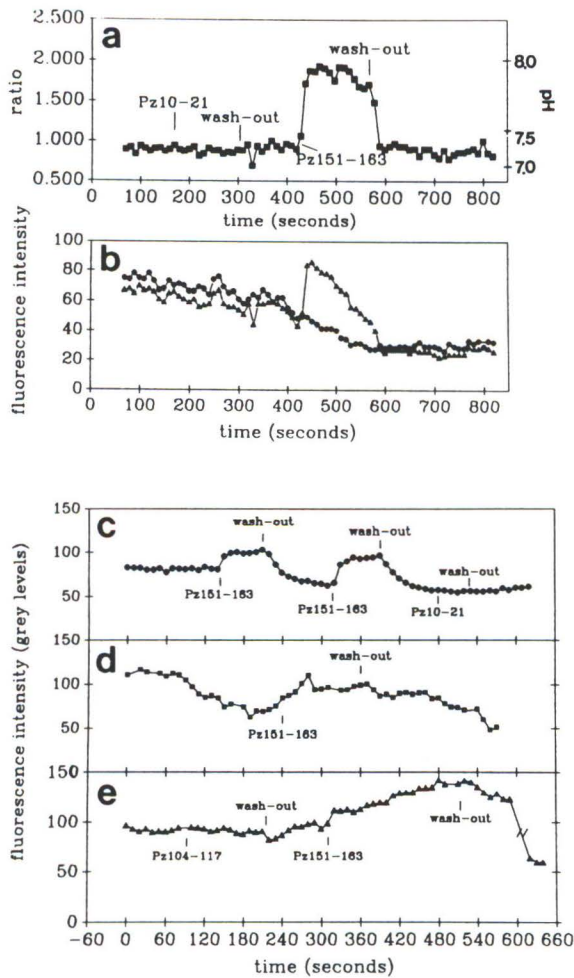 a
2.500
2.000
1.500
1.000
0.500
ratio
Pz10-21
wash-out
Pz151-163
wash-out
8,0
7,5
7,0
pH
0 100 200 300 400 500 600 700 800
time (seconds)
b
100
80
60
40
20
0
fluorescence intensity
0 100 200 300 400 500 600 700 800
time (seconds)
c
150
100
50
wash-out
wash-out
Pz151-163
Pz151-163
wash-out
Pz10-21
fluorescence intensity (grey levels)
d
150
100
50
wash-out
Pz151-163
e
150
100
50
0
wash-out
wash-out
Pz104-117
Pz151-163
-60 0 60 120 180 240 300 360 420 480 540 600 660
time (seconds)